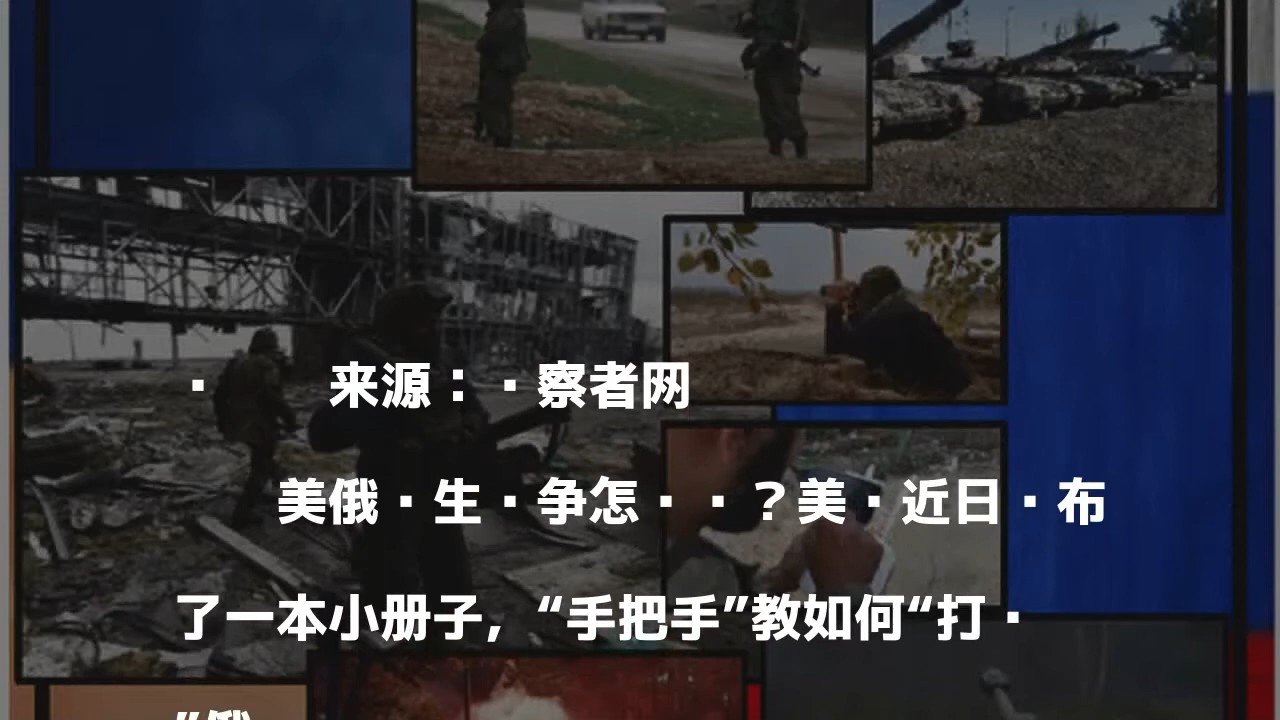 · 来源：·察者网
美俄·生·争怎··？美·近日·布
了一本小册子，“手把手”教如何“打·
”俄